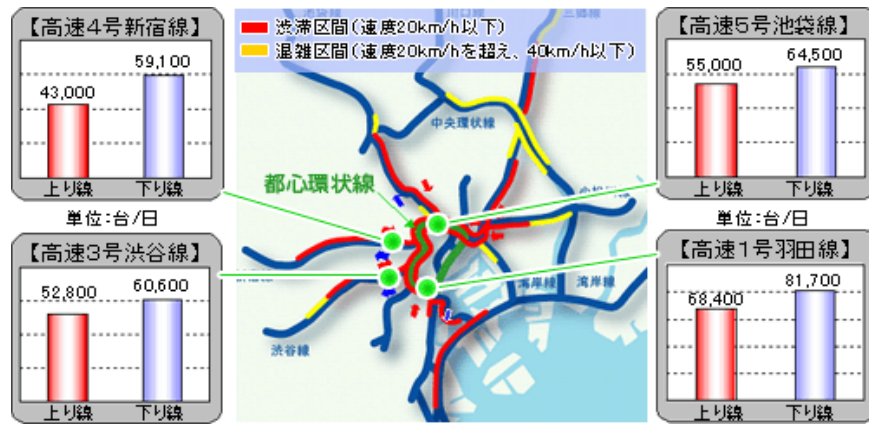 【高速4号新宿線】
59,100
43,000
上り線 下り線
単位:台/日
【高速3号渋谷線】
60,600
52,800
上り線 下り線
渋滞区間(速度20km/h以下)
混雑区間(速度20km/hを超え、40km/h以下)
中央環状線
都心環状線
湾岸線
湾岸線
渋谷線
【高速5号池袋線】
64,500
55,000
上り線 下り線
単位:台/日
【高速1号羽田線】
81,700
68,400
上り線 下り線